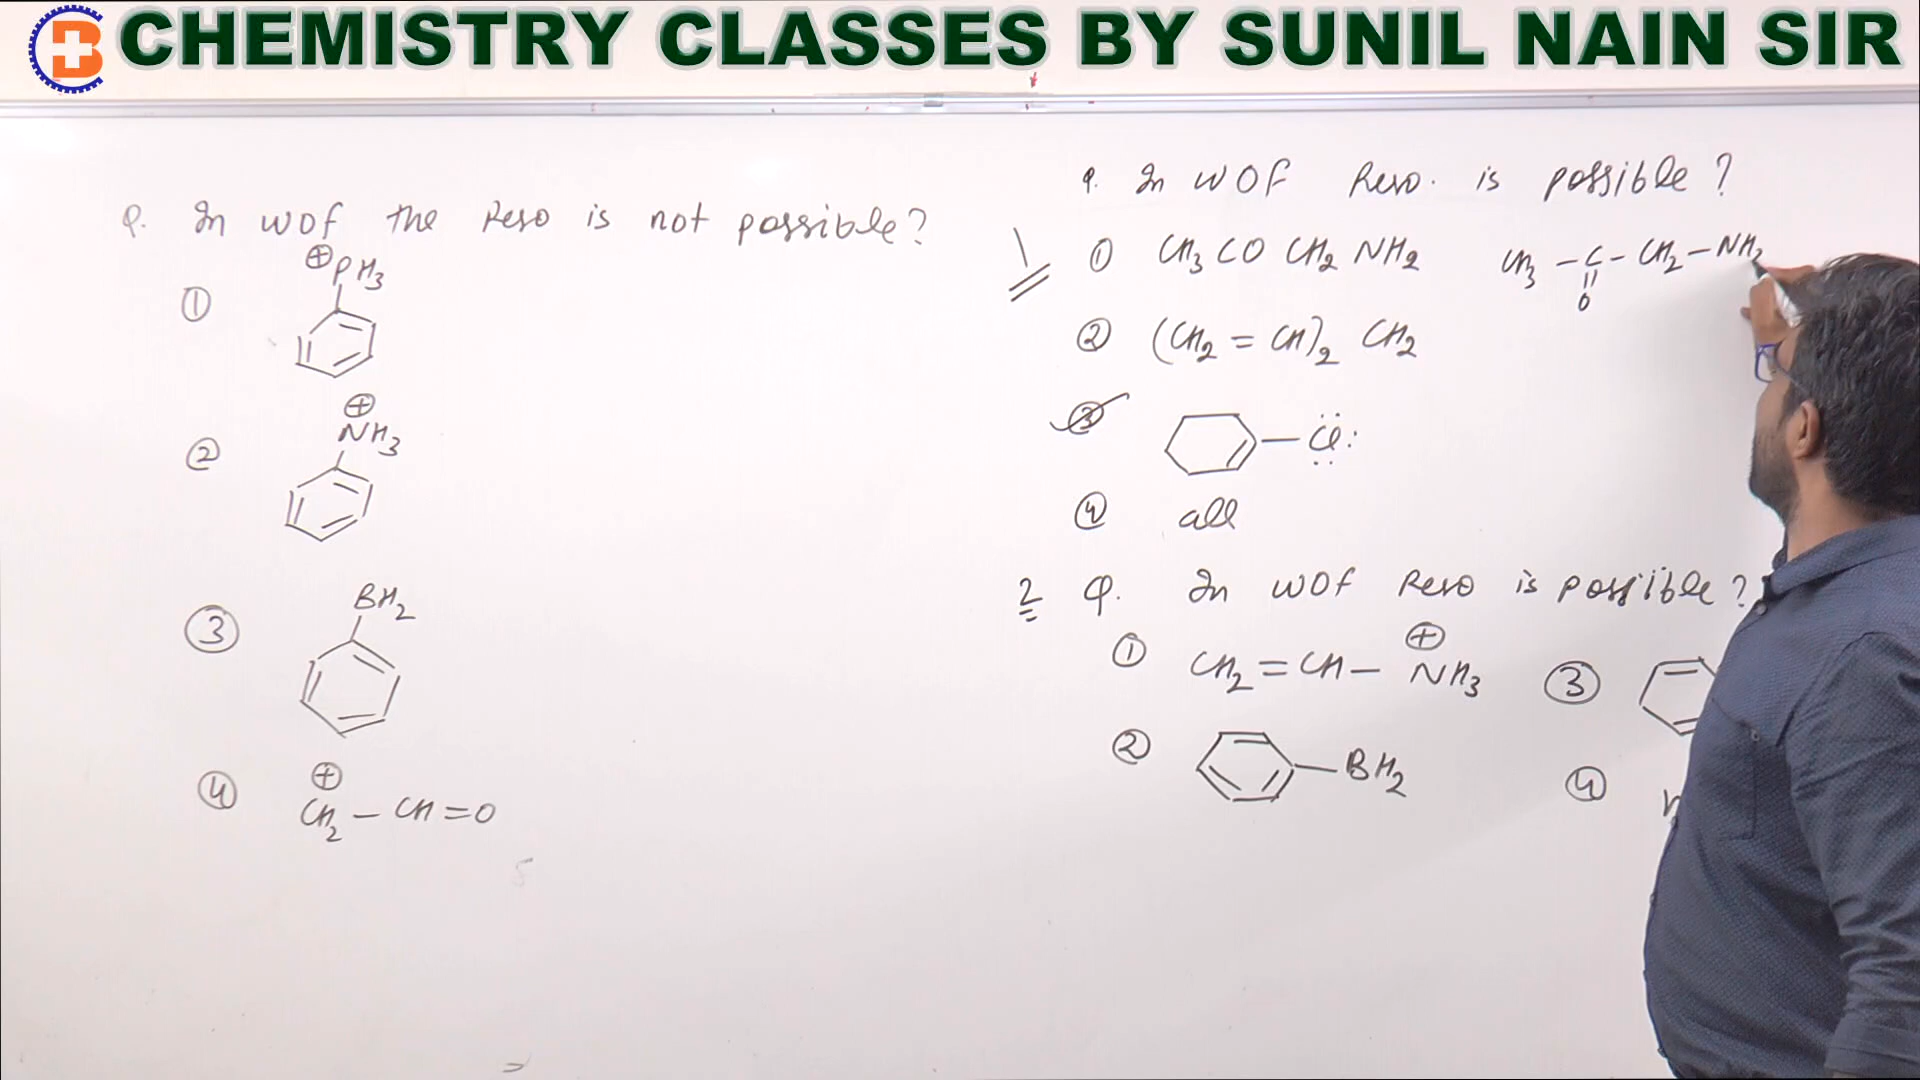 B
CHEMISTRY CLASSES BY SUNIL NAIN SIR
Q. In WOF the Reso is not possible?
① ⊕PH3
② ⊕
NH3
③ BH2
④ ⊕
CH2 – CH = O
Q. In WOF Reso. is possible?
① CH3 CO CH2 NH2 CH3 – C – CH2 – NH2
O
② (CH2 = CH)2 CH2
③ Cl
④ all
2 Q. In WOF Reso is possible?
① CH2 = CH – NH3 ⊕ ③
② BH2 ④